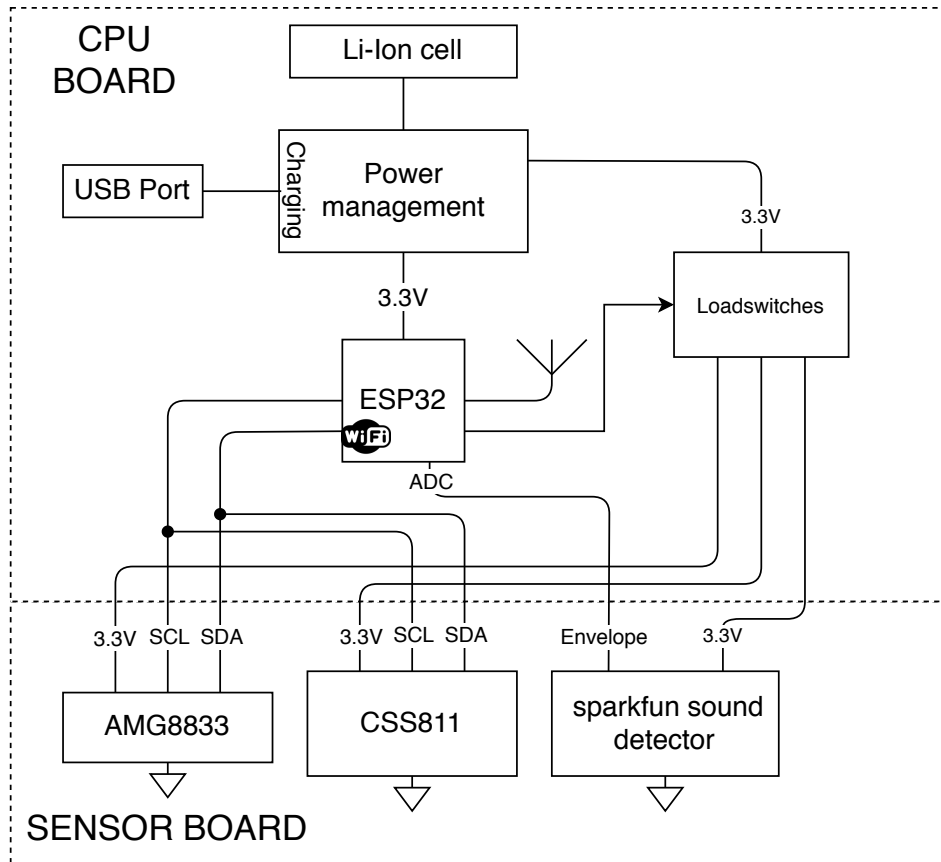 CPU
BOARD
Li-Ion cell
Charging
Power
management
USB Port
3.3V
3.3V
Loadswitches
ESP32
WiFi
ADC
3.3V
SCL
SDA
3.3V
SCL
SDA
Envelope
3.3V
AMG8833
CSS811
sparkfun sound
detector
SENSOR BOARD